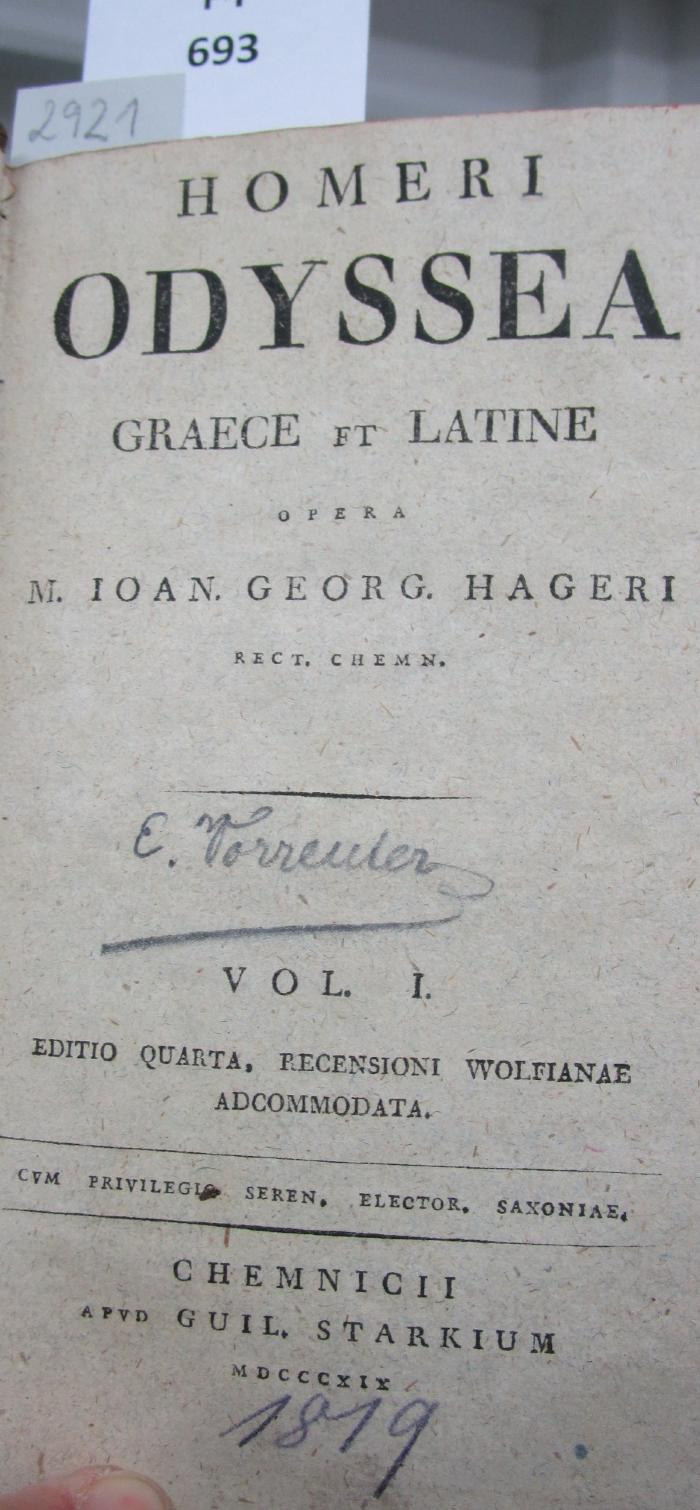 693
2921
HOMERI
ODYSSEA
GRAECE ET LATINE
OPERA
M. IOAN. GEORG. HAGERI
RECT. CHEMN.
E. Vorreuter
VOL. I.
EDITIO QUARTA, RECENSIONI WOLFIANAE
ADCOMMODATA.
CVM PRIVILEGIO SEREN. ELECTOR. SAXONIAE.
CHEMNICII
APVD GUIL. STARKIUM
MDCCCXIX
1819